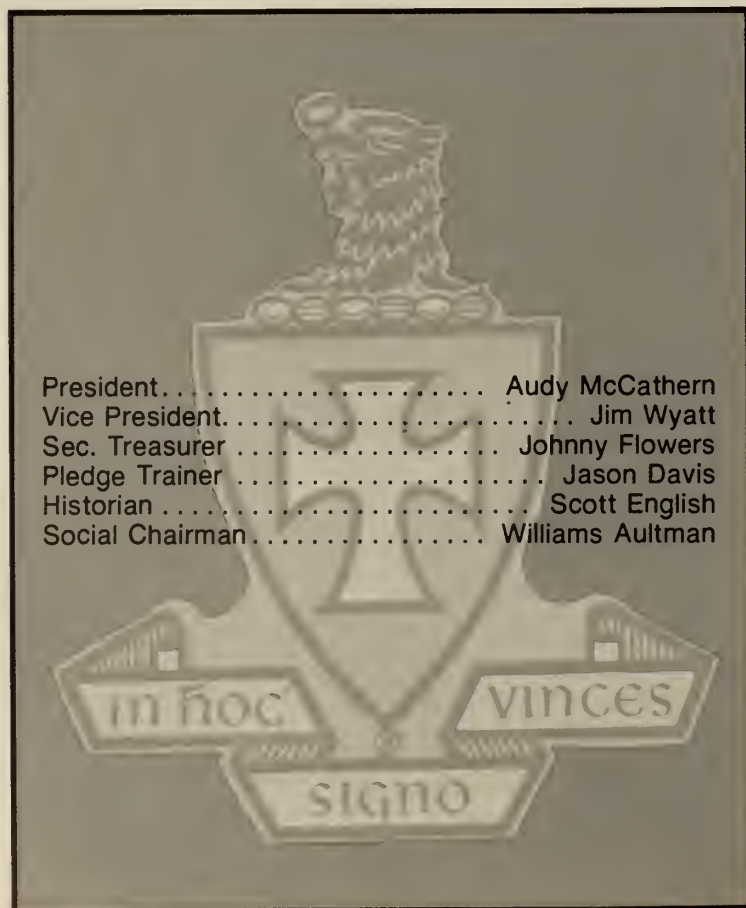 President. . . . . . . . . . . . . . . . . . . . . . . Audy McCathern
Vice President. . . . . . . . . . . . . . . . . . . . . . . . . Jim Wyatt
Sec. Treasurer . . . . . . . . . . . . . . . . . . . Johnny Flowers
Pledge Trainer . . . . . . . . . . . . . . . . . . . . . . Jason Davis
Historian . . . . . . . . . . . . . . . . . . . . . . . . . . Scott English
Social Chairman. . . . . . . . . . . . . . . . Williams Aultman
IN HOC
VINCES
SIGNO